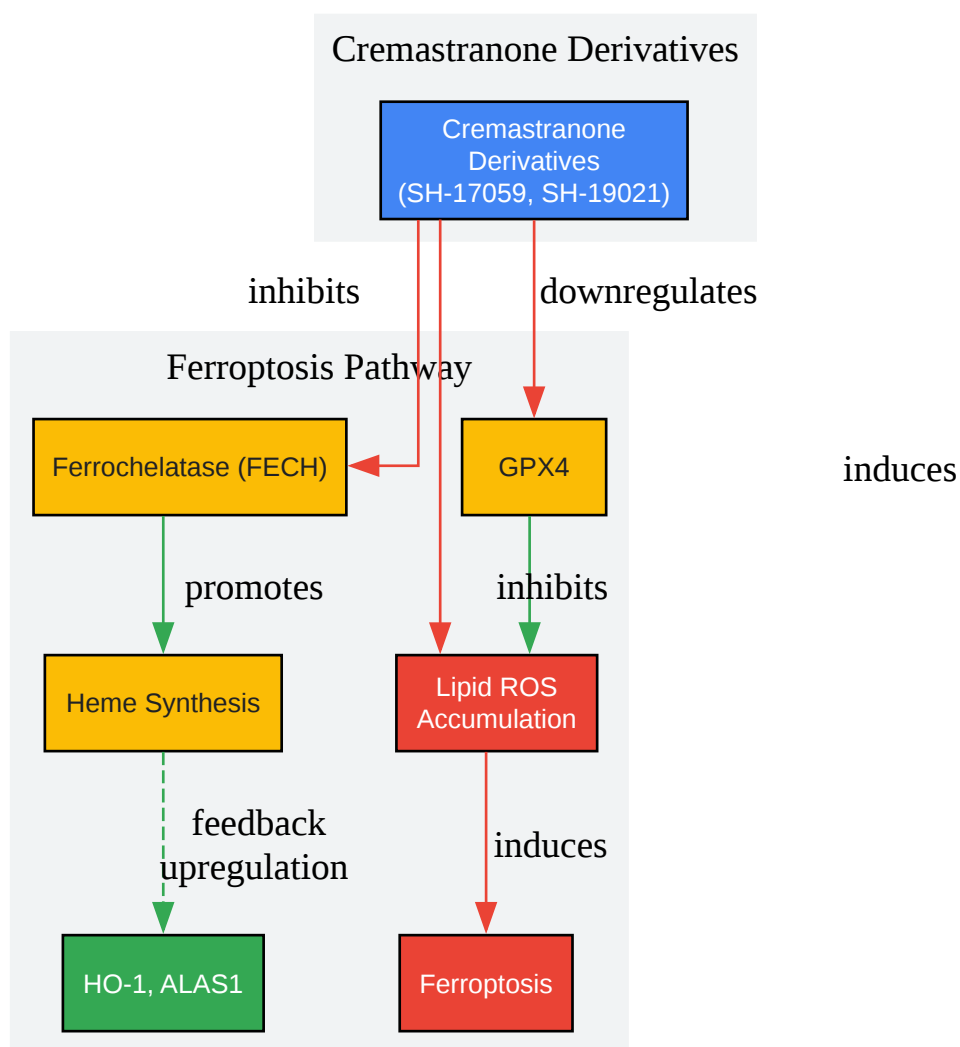 Cremastranone Derivatives
Cremastranone
Derivatives
(SH-17059, SH-19021)
inhibits
downregulates
Ferroptosis Pathway
Ferrochelatase (FECH)
GPX4
induces
promotes
inhibits
Heme Synthesis
Lipid ROS
Accumulation
feedback
upregulation
induces
HO-1, ALAS1
Ferroptosis